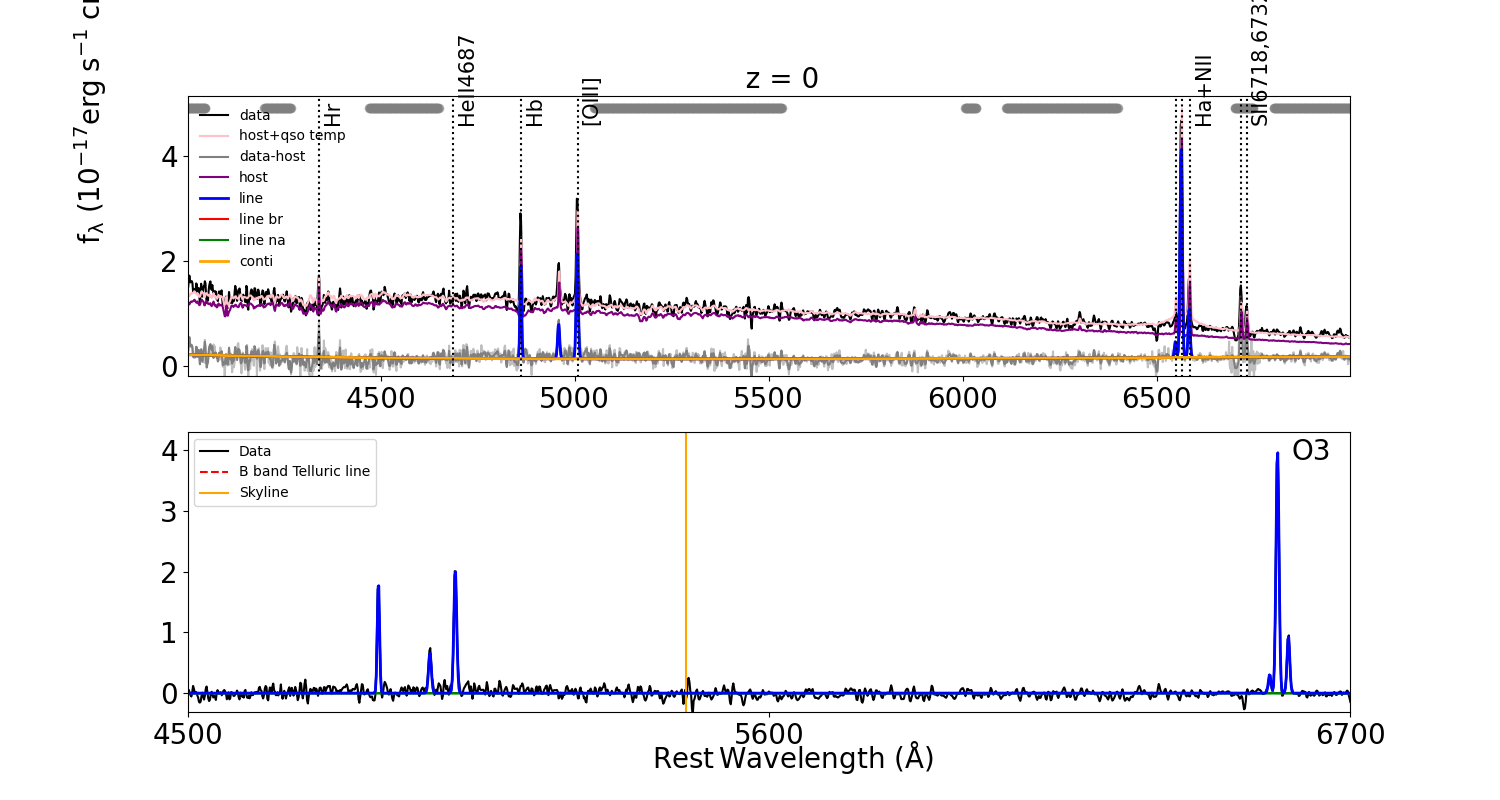 z = 0
Hr
HeII4687
Hb
[OIII]
Ha+NII
SII6718,673
f_λ (10^−17 erg s^−1 c
data
host+qso temp
data-host
host
line
line br
line na
conti
4
2
0
4500
5000
5500
6000
6500
Data
B band Telluric line
Skyline
O3
4
3
2
1
0
4500
5600
6700
Rest Wavelength (Å)